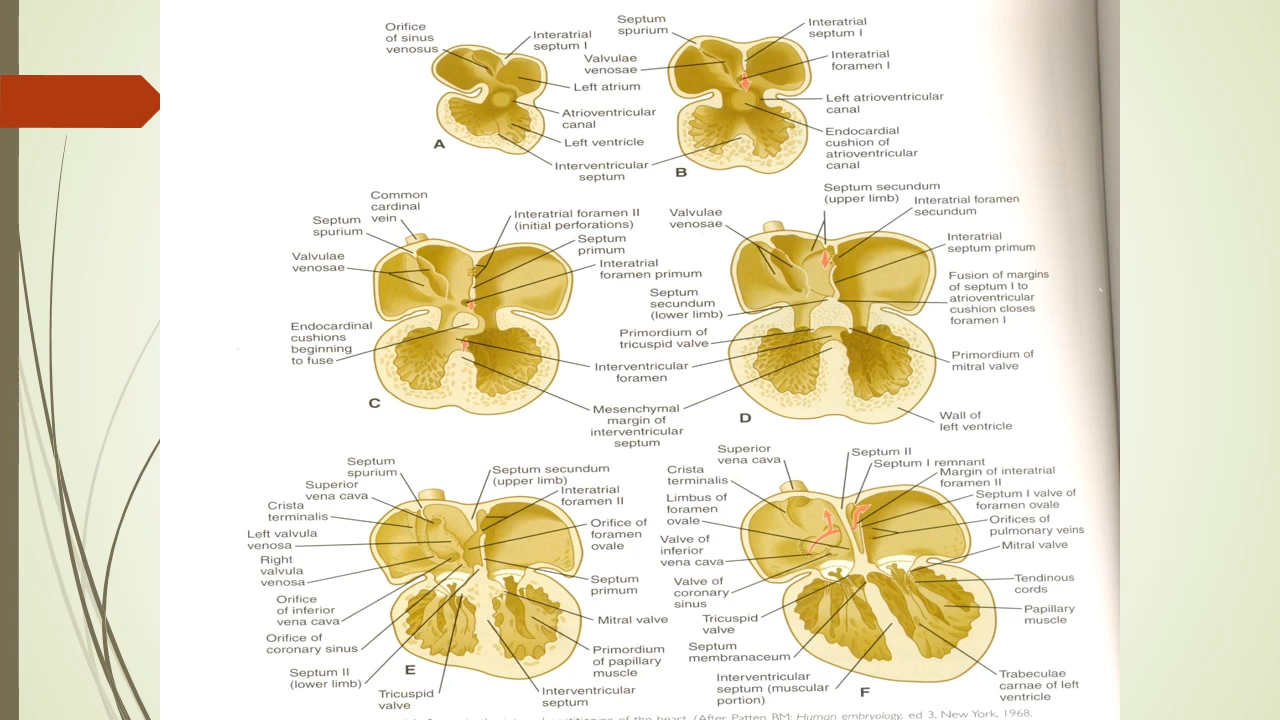 Orifice
of sinus
venosus
Interatrial
septum I
Left atrium
Atrioventricular
canal
Left ventricle
Interventricular
septum
A
Septum
spurium
Valvulae
venosae
Interatrial
septum I
Interatrial
foramen I
Left atrioventricular
canal
Endocardial
cushion of
atrioventricular
canal
B
Common
cardinal
vein
Septum
spurium
Valvulae
venosae
Endocardinal
cushions
beginning
to fuse
Interatrial foramen II
(initial perforations)
Septum
primum
Interatrial
foramen primum
Interventricular
foramen
Mesenchymal
margin of
interventricular
septum
C
Septum secundum
(upper limb)
Valvulae
venosae
Interatrial foramen
secundum
Interatrial
septum primum
Septum
secundum
(lower limb)
Fusion of margins
of septum I to
atrioventricular
cushion closes
foramen I
Primordium of
tricuspid valve
Primordium of
mitral valve
Wall of
left ventricle
D
Septum
spurium
Superior
vena cava
Crista
terminalis
Left valvula
venosa
Right
valvula
venosa
Orifice
of inferior
vena cava
Orifice of
coronary sinus
Septum II
(lower limb)
Tricuspid
valve
Septum secundum
(upper limb)
Interatrial
foramen II
Orifice of
foramen
ovale
Septum
primum
Mitral valve
Primordium
of papillary
muscle
Interventricular
septum
E
Superior
vena cava
Crista
terminalis
Limbus of
foramen
ovale
Valve of
inferior
vena cava
Valve of
coronary
sinus
Tricuspid
valve
Septum
membranaceum
Interventricular
septum (muscular
portion)
Septum II
Septum I remnant
Margin of interatrial
foramen II
Septum I valve of
foramen ovale
Orifices of
pulmonary veins
Mitral valve
Tendinous
cords
Papillary
muscle
Trabeculae
carnae of left
ventricle
F
partitioning of the heart. (After Patten BM: Human embryology, ed 3, New York, 1968,